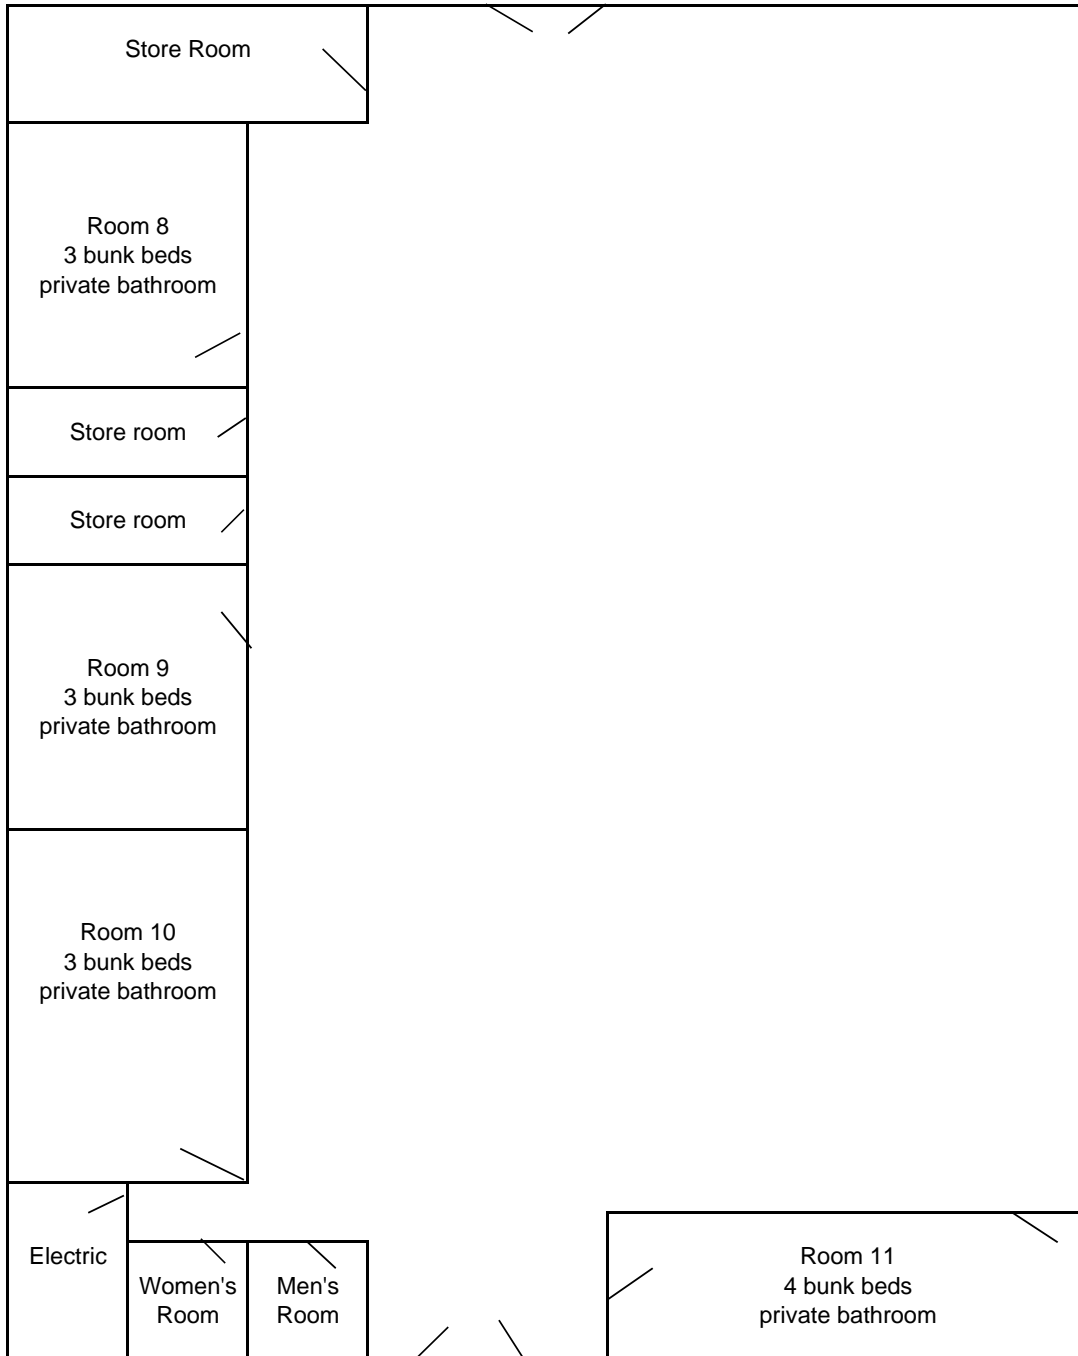 Store Room
Room 8
3 bunk beds
private bathroom
Store room
Store room
Room 9
3 bunk beds
private bathroom
Room 10
3 bunk beds
private bathroom
Electric
Women's
Room
Men's
Room
Room 11
4 bunk beds
private bathroom